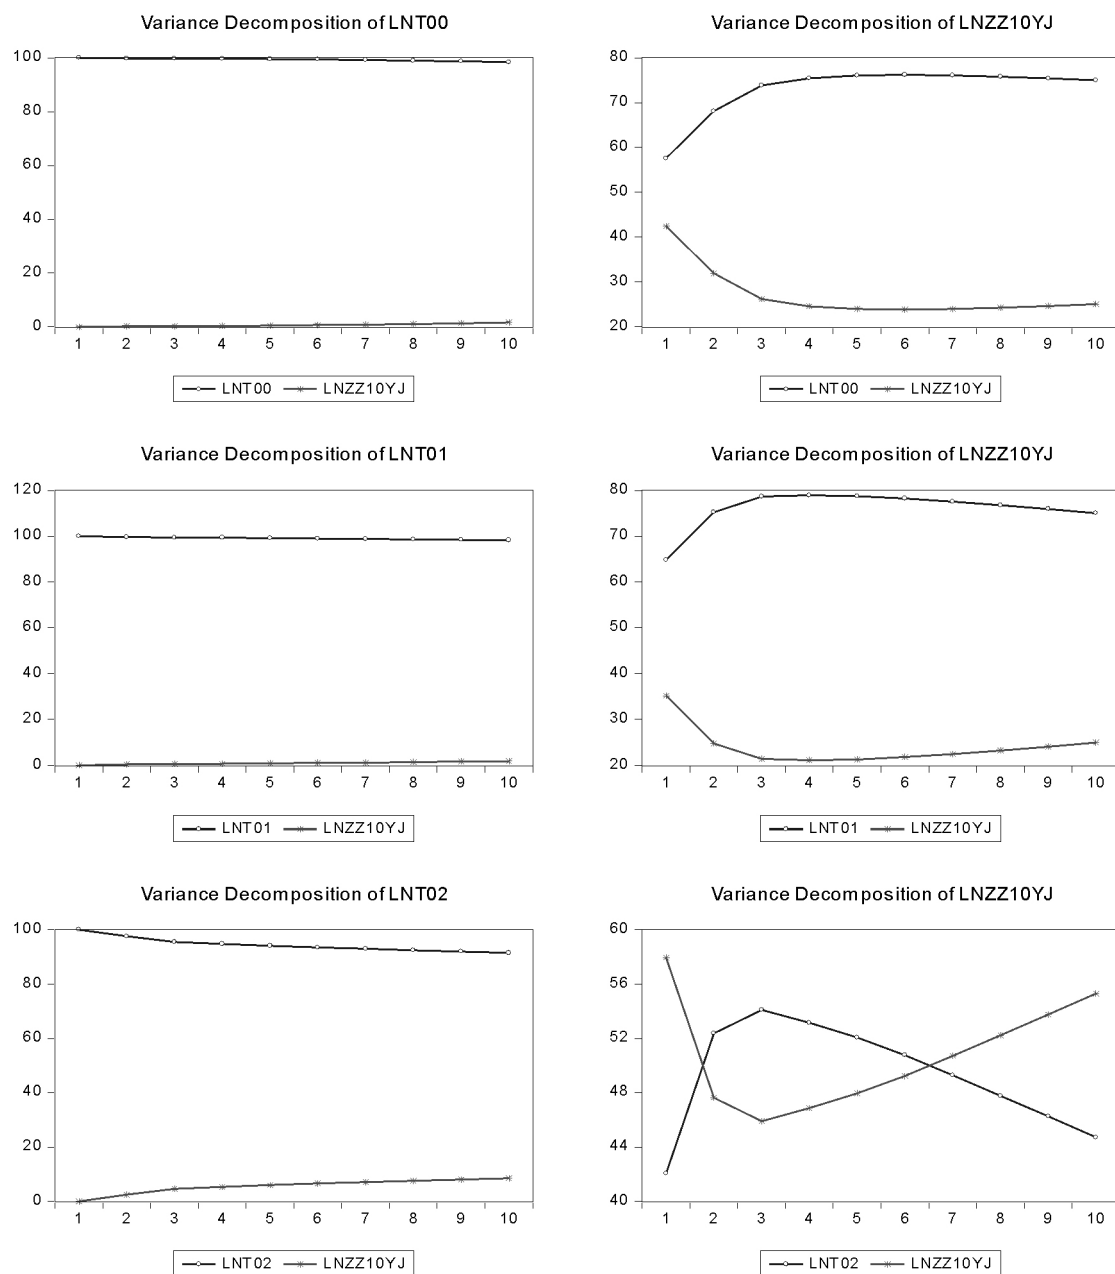 Variance Decomposition of LNT00
100
80
60
40
20
0
1 2 3 4 5 6 7 8 9 10
LNT00 LNZZ10YJ
Variance Decomposition of LNZZ10YJ
80
70
60
50
40
30
20
1 2 3 4 5 6 7 8 9 10
LNT00 LNZZ10YJ
Variance Decomposition of LNT01
120
100
80
60
40
20
0
1 2 3 4 5 6 7 8 9 10
LNT01 LNZZ10YJ
Variance Decomposition of LNZZ10YJ
80
70
60
50
40
30
20
1 2 3 4 5 6 7 8 9 10
LNT01 LNZZ10YJ
Variance Decomposition of LNT02
100
80
60
40
20
0
1 2 3 4 5 6 7 8 9 10
LNT02 LNZZ10YJ
Variance Decomposition of LNZZ10YJ
60
56
52
48
44
40
1 2 3 4 5 6 7 8 9 10
LNT02 LNZZ10YJ